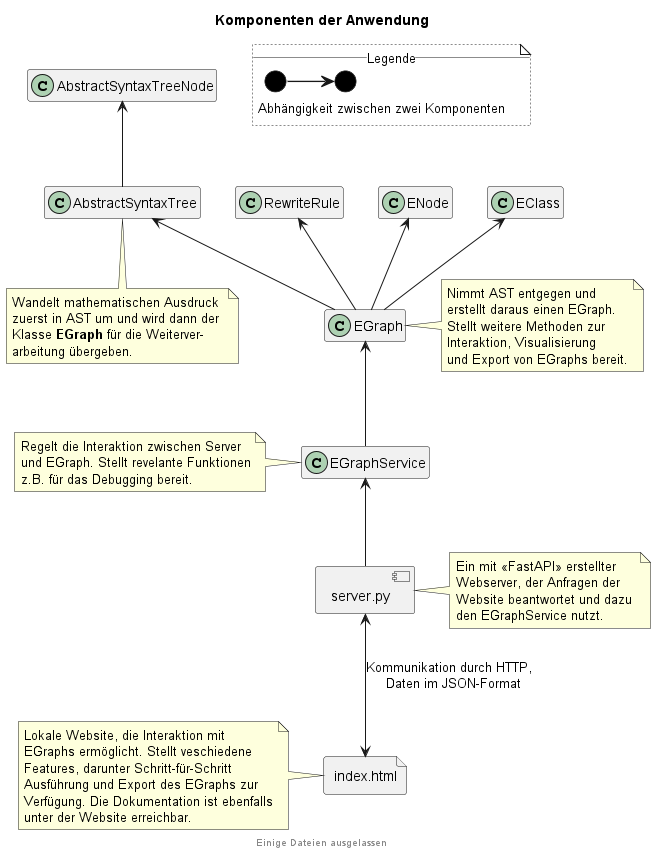 Komponenten der Anwendung
Legende
Abhängigkeit zwischen zwei Komponenten
C AbstractSyntaxTreeNode
C AbstractSyntaxTree
C RewriteRule
C ENode
C EClass
Wandelt mathematischen Ausdruck
zuerst in AST um und wird dann der
Klasse EGraph für die Weiterver-
arbeitung übergeben.
C EGraph
Nimmt AST entgegen und
erstellt daraus einen EGraph.
Stellt weitere Methoden zur
Interaktion, Visualisierung
und Export von EGraphs bereit.
Regelt die Interaktion zwischen Server
und EGraph. Stellt revelante Funktionen
z.B. für das Debugging bereit.
C EGraphService
server.py
Ein mit «FastAPI» erstellter
Webserver, der Anfragen der
Website beantwortet und dazu
den EGraphService nutzt.
Kommunikation durch HTTP,
Daten im JSON-Format
Lokale Website, die Interaktion mit
EGraphs ermöglicht. Stellt veschiedene
Features, darunter Schritt-für-Schritt
Ausführung und Export des EGraphs zur
Verfügung. Die Dokumentation ist ebenfalls
unter der Website erreichbar.
index.html
Einige Dateien ausgelassen